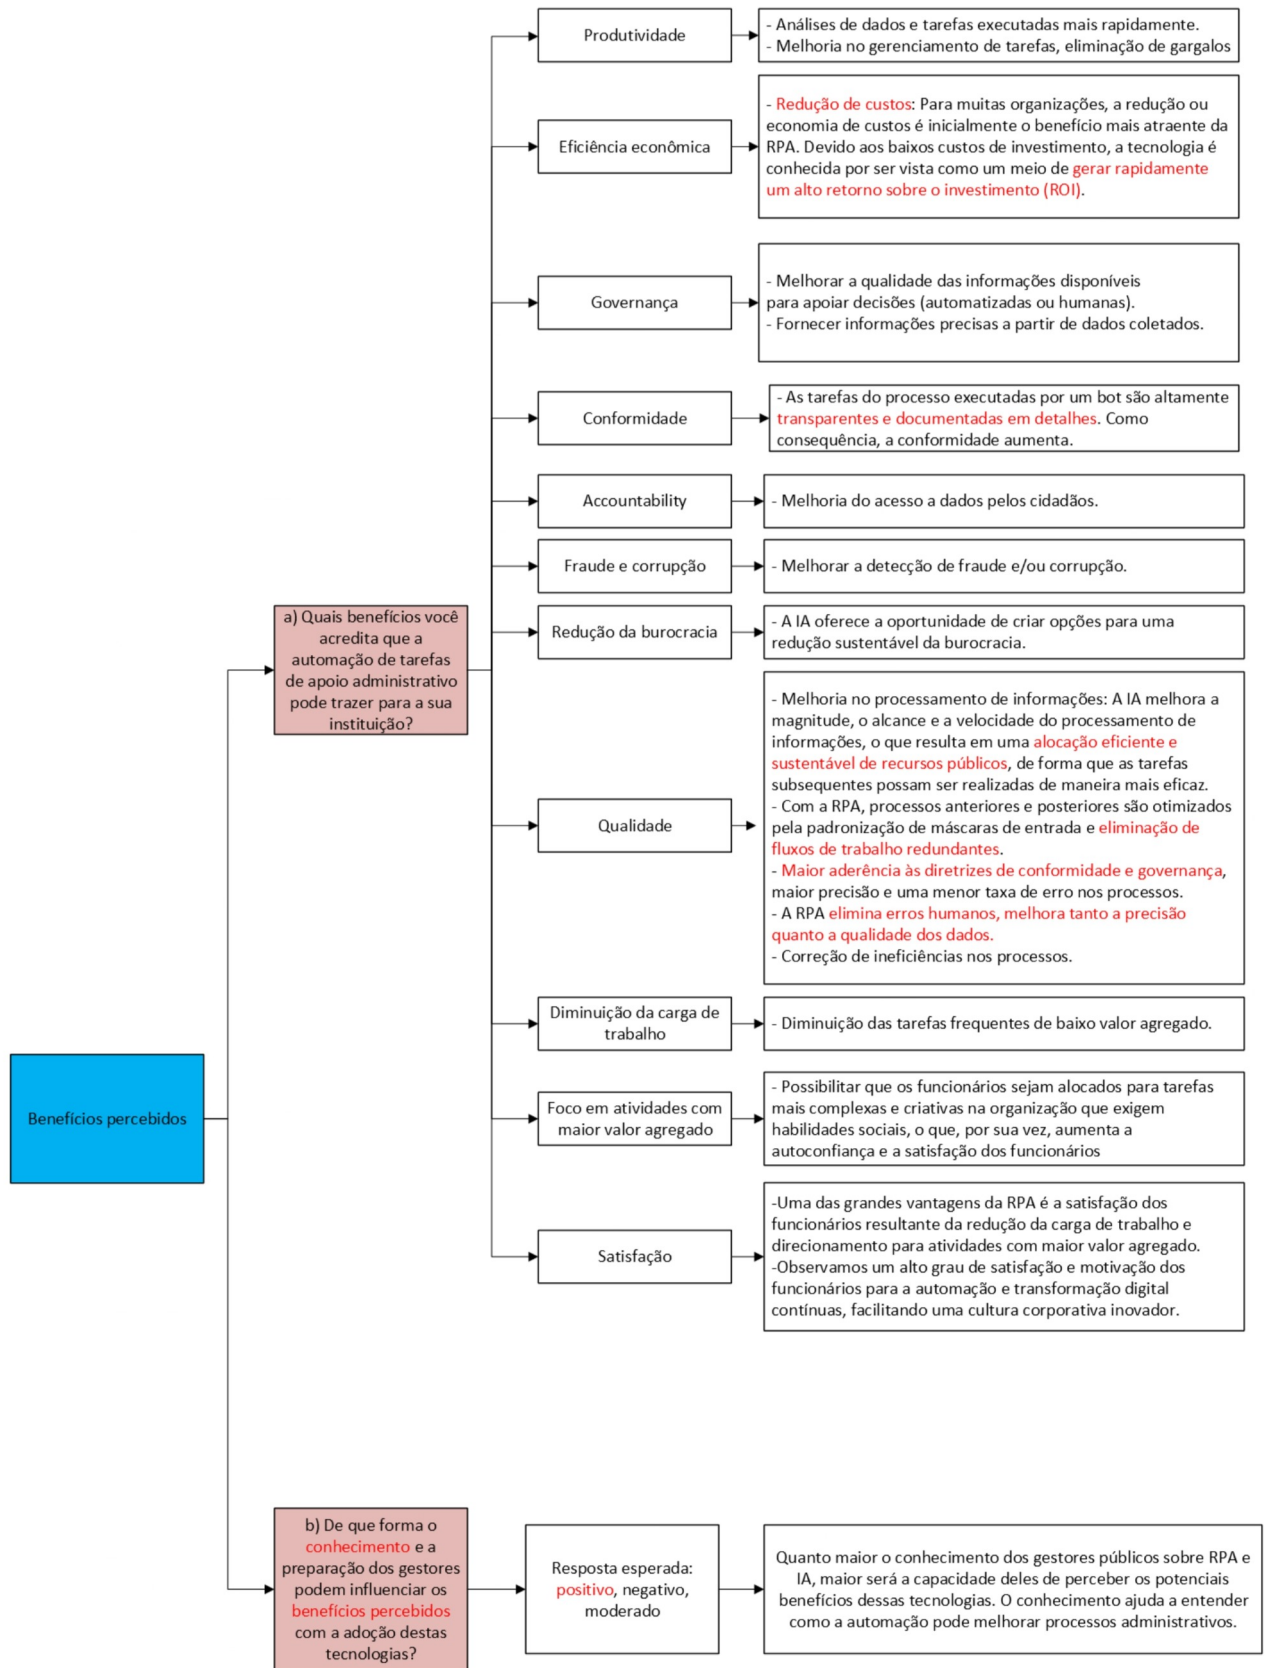 Benefícios percebidos
a) Quais benefícios você
acredita que a
automação de tarefas
de apoio administrativo
pode trazer para a sua
instituição?
Produtividade
- Análises de dados e tarefas executadas mais rapidamente.
- Melhoria no gerenciamento de tarefas, eliminação de gargalos
Eficiência econômica
- Redução de custos: Para muitas organizações, a redução ou
economia de custos é inicialmente o benefício mais atraente da
RPA. Devido aos baixos custos de investimento, a tecnologia é
conhecida por ser vista como um meio de gerar rapidamente
um alto retorno sobre o investimento (ROI).
Governança
- Melhorar a qualidade das informações disponíveis
para apoiar decisões (automatizadas ou humanas).
- Fornecer informações precisas a partir de dados coletados.
Conformidade
- As tarefas do processo executadas por um bot são altamente
transparentes e documentadas em detalhes. Como
consequência, a conformidade aumenta.
Accountability
- Melhoria do acesso a dados pelos cidadãos.
Fraude e corrupção
- Melhorar a detecção de fraude e/ou corrupção.
Redução da burocracia
- A IA oferece a oportunidade de criar opções para uma
redução sustentável da burocracia.
Qualidade
- Melhoria no processamento de informações: A IA melhora a
magnitude, o alcance e a velocidade do processamento de
informações, o que resulta em uma alocação eficiente e
sustentável de recursos públicos, de forma que as tarefas
subsequentes possam ser realizadas de maneira mais eficaz.
- Com a RPA, processos anteriores e posteriores são otimizados
pela padronização de máscaras de entrada e eliminação de
fluxos de trabalho redundantes.
- Maior aderência às diretrizes de conformidade e governança,
maior precisão e uma menor taxa de erro nos processos.
- A RPA elimina erros humanos, melhora tanto a precisão
quanto a qualidade dos dados.
- Correção de ineficiências nos processos.
Diminuição da carga de
trabalho
- Diminuição das tarefas frequentes de baixo valor agregado.
Foco em atividades com
maior valor agregado
- Possibilitar que os funcionários sejam alocados para tarefas
mais complexas e criativas na organização que exigem
habilidades sociais, o que, por sua vez, aumenta a
autoconfiança e a satisfação dos funcionários
Satisfação
-Uma das grandes vantagens da RPA é a satisfação dos
funcionários resultante da redução da carga de trabalho e
direcionamento para atividades com maior valor agregado.
-Observamos um alto grau de satisfação e motivação dos
funcionários para a automação e transformação digital
contínuas, facilitando uma cultura corporativa inovador.
b) De que forma o
conhecimento e a
preparação dos gestores
podem influenciar os
benefícios percebidos
com a adoção destas
tecnologias?
Resposta esperada:
positivo, negativo,
moderado
Quanto maior o conhecimento dos gestores públicos sobre RPA e
IA, maior será a capacidade deles de perceber os potenciais
benefícios dessas tecnologias. O conhecimento ajuda a entender
como a automação pode melhorar processos administrativos.